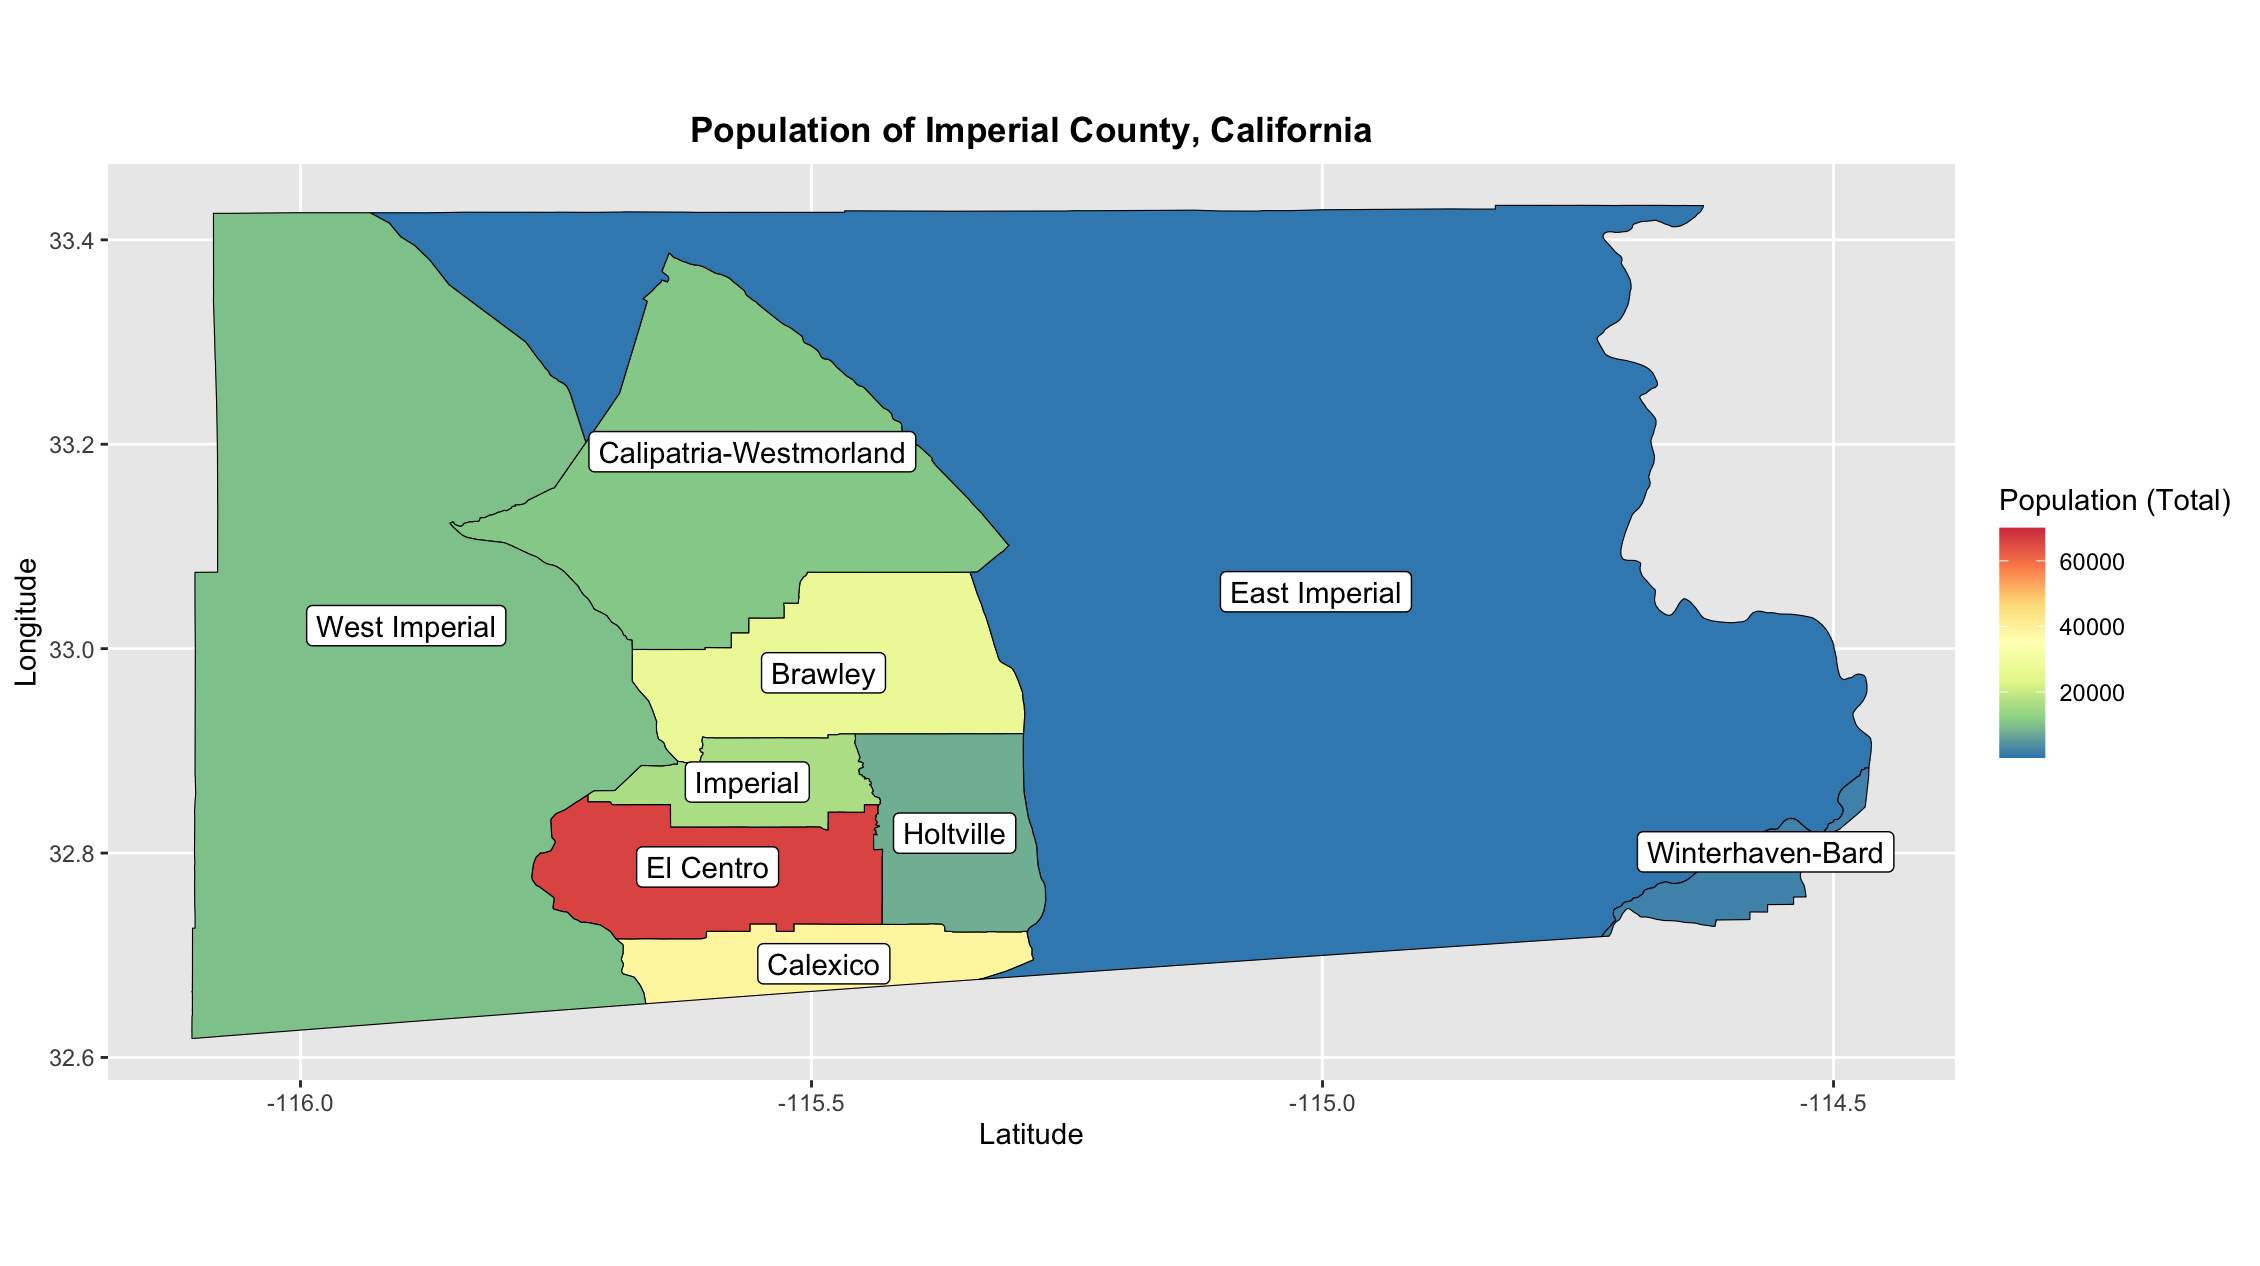 Population of Imperial County, California
Longitude
33.4
33.2
33.0
32.8
32.6
Calipatria-Westmorland
East Imperial
West Imperial
Brawley
Imperial
Holtville
El Centro
Winterhaven-Bard
Calexico
-116.0
-115.5
-115.0
-114.5
Latitude
Population (Total)
60000
40000
20000